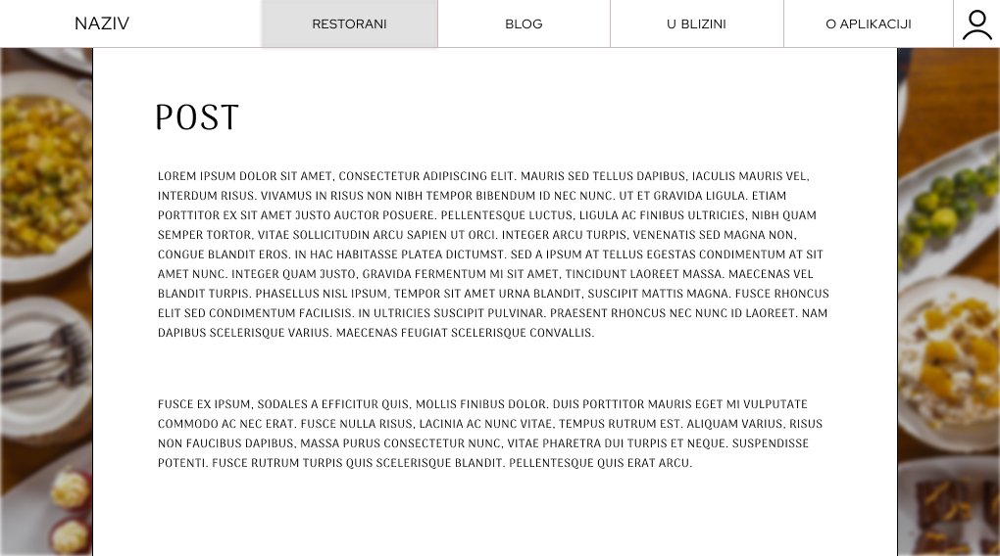 NAZIV
RESTORANI
BLOG
U BLIZINI
O APLIKACIJI
POST
LOREM IPSUM DOLOR SIT AMET, CONSECTETUR ADIPISCING ELIT. MAURIS SED TELLUS DAPIBUS, IACULIS MAURIS VEL,
INTERDUM RISUS. VIVAMUS IN RISUS NON NIBH TEMPOR BIBENDUM ID NEC NUNC. UT ET GRAVIDA LIGULA. ETIAM
PORTTITOR EX SIT AMET JUSTO AUCTOR POSUERE. PELLENTESQUE LUCTUS, LIGULA AC FINIBUS ULTRICIES, NIBH QUAM
SEMPER TORTOR, VITAE SOLLICITUDIN ARCU SAPIEN UT ORCI. INTEGER ARCU TURPIS, VENENATIS SED MAGNA NON,
CONGUE BLANDIT EROS. IN HAC HABITASSE PLATEA DICTUMST. SED A IPSUM AT TELLUS EGESTAS CONDIMENTUM AT SIT
AMET NUNC. INTEGER QUAM JUSTO, GRAVIDA FERMENTUM MI SIT AMET, TINCIDUNT LAOREET MASSA. MAECENAS VEL
BLANDIT TURPIS. PHASELLUS NISL IPSUM, TEMPOR SIT AMET URNA BLANDIT, SUSCIPIT MATTIS MAGNA. FUSCE RHONCUS
ELIT SED CONDIMENTUM FACILISIS. IN ULTRICIES SUSCIPIT PULVINAR. PRAESENT RHONCUS NEC NUNC ID LAOREET. NAM
DAPIBUS SCELERISQUE VARIUS. MAECENAS FEUGIAT SCELERISQUE CONVALLIS.
FUSCE EX IPSUM, SODALES A EFFICITUR QUIS, MOLLIS FINIBUS DOLOR. DUIS PORTTITOR MAURIS EGET MI VULPUTATE
COMMODO AC NEC ERAT. FUSCE NULLA RISUS, LACINIA AC NUNC VITAE, TEMPUS RUTRUM EST. ALIQUAM VARIUS, RISUS
NON FAUCIBUS DAPIBUS, MASSA PURUS CONSECTETUR NUNC, VITAE PHARETRA DUI TURPIS ET NEQUE. SUSPENDISSE
POTENTI. FUSCE RUTRUM TURPIS QUIS SCELERISQUE BLANDIT. PELLENTESQUE QUIS ERAT ARCU.